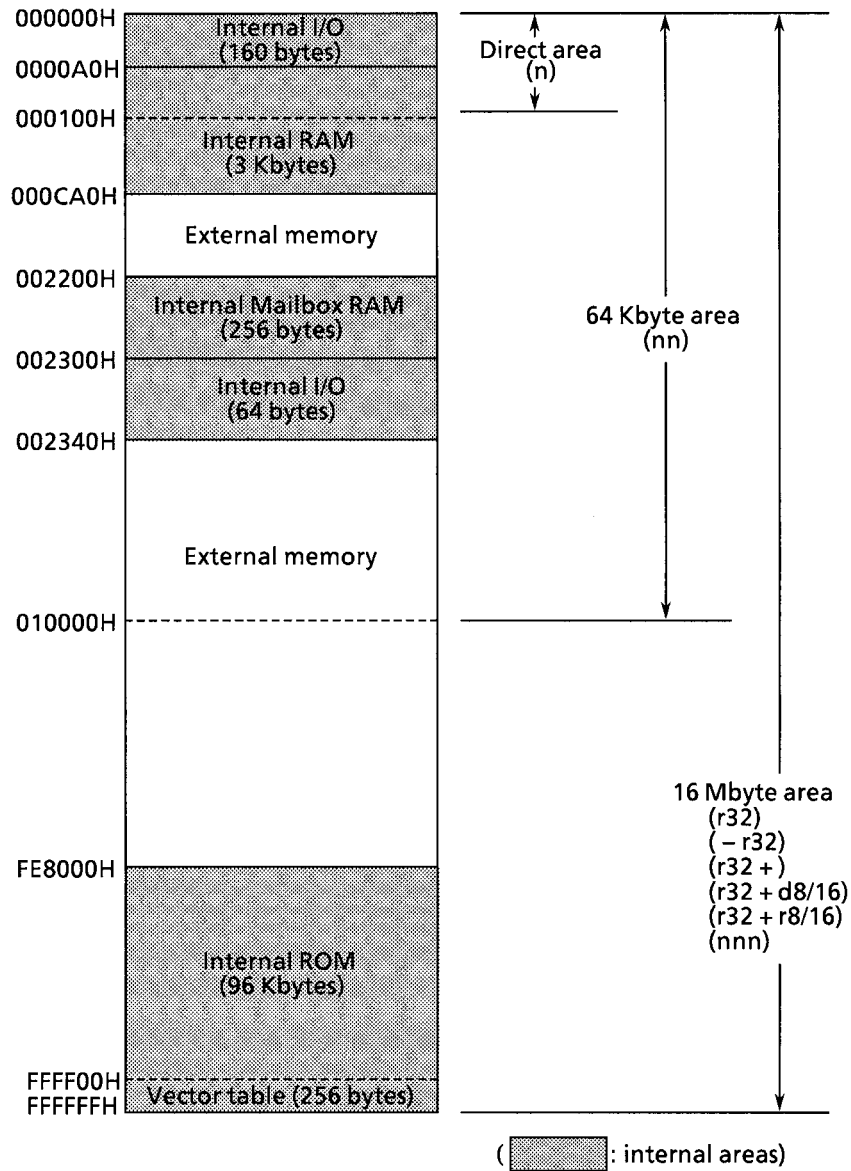 000000H
Internal I/O
(160 bytes)
0000A0H
000100H
Internal RAM
(3 Kbytes)
000CA0H
External memory
002200H
Internal Mailbox RAM
(256 bytes)
002300H
Internal I/O
(64 bytes)
002340H
External memory
010000H
FE8000H
Internal ROM
(96 Kbytes)
FFFF00H
Vector table (256 bytes)
FFFFFFH
Direct area
(n)
64 Kbyte area
(nn)
16 Mbyte area
(r32)
( – r32)
(r32 + )
(r32 + d8/16)
(r32 + r8/16)
(nnn)
( : internal areas)